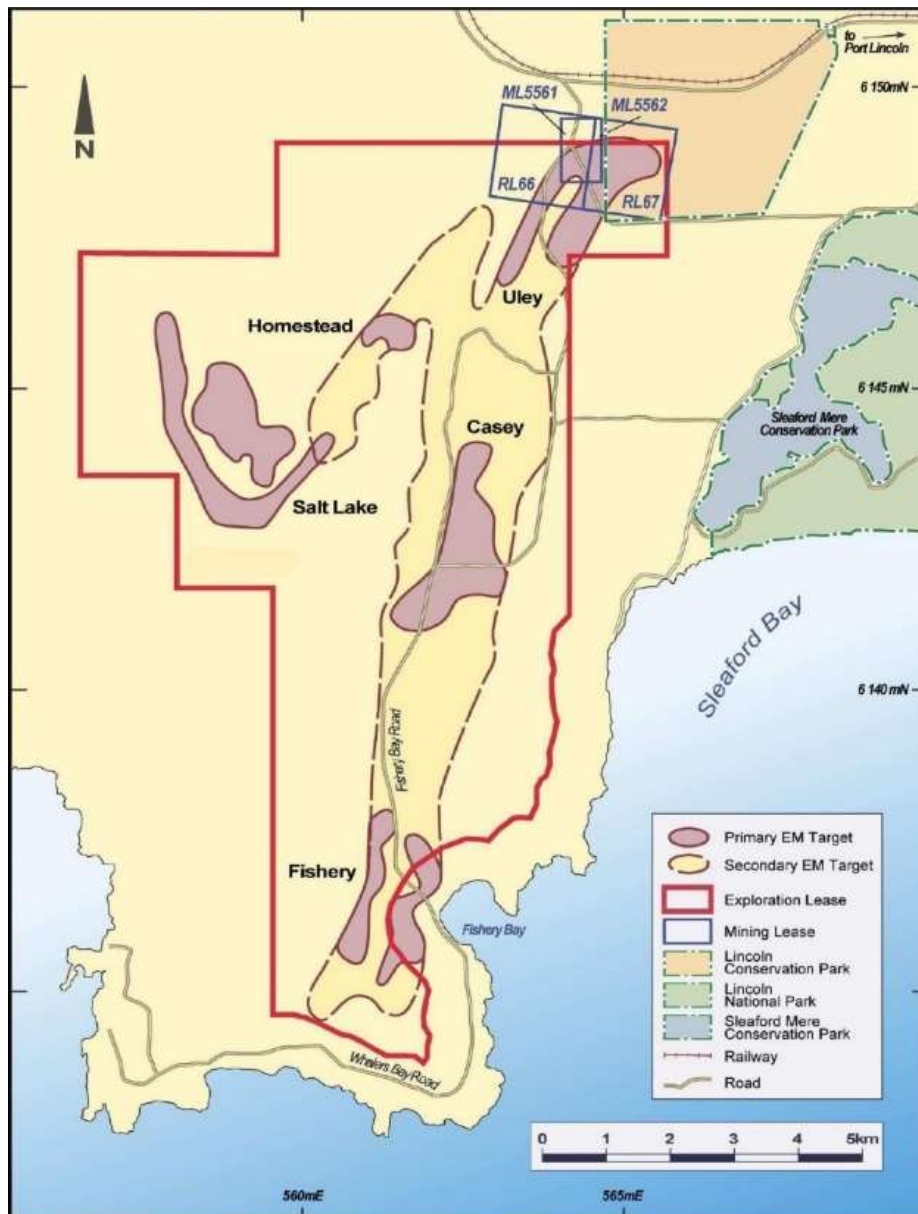 to
Port Lincoln
6 150mN
ML5561
ML5562
N
RL66
RL67
Uley
Homestead
6 145mN
Casey
Sleaford Mere
Conservation Park
Salt Lake
Sleaford Bay
6 140mN
Fishery Bay Road
Primary EM Target
Secondary EM Target
Exploration Lease
Mining Lease
Lincoln
Conservation Park
Lincoln
National Park
Sleaford Mere
Conservation Park
Railway
Road
Fishery
Fishery Bay
Whalers Bay Road
0 1 2 3 4 5km
560mE
565mE